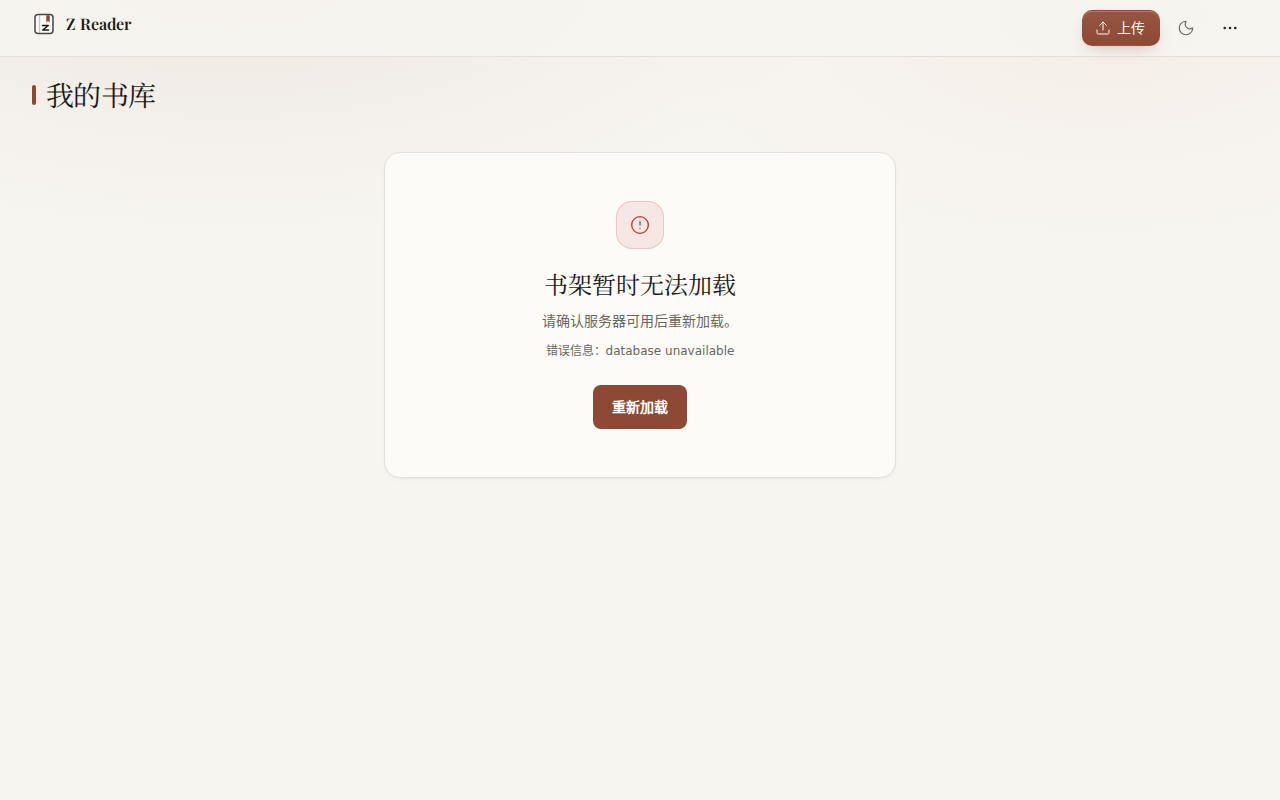 Z Reader
上传
我的书库
书架暂时无法加载
请确认服务器可用后重新加载。
错误信息：database unavailable
重新加载